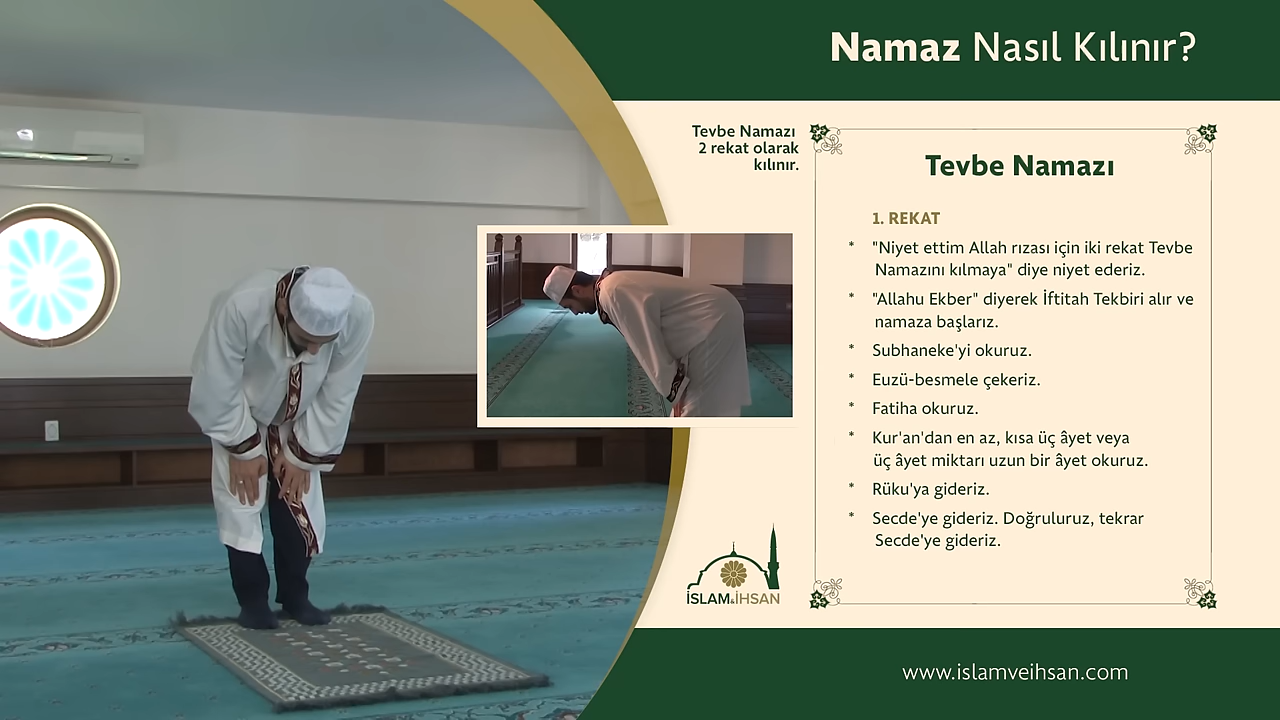 Namaz Nasıl Kılınır?
Tevbe Namazı
2 rekat olarak
kılınır.
Tevbe Namazı
1. REKAT
* "Niyet ettim Allah rızası için iki rekat Tevbe
Namazını kılmaya" diye niyet ederiz.
* "Allahu Ekber" diyerek İftitah Tekbiri alır ve
namaza başlarız.
* Subhaneke'yi okuruz.
* Euzü-besmele çekeriz.
* Fatiha okuruz.
* Kur'an'dan en az, kısa üç âyet veya
üç âyet miktarı uzun bir âyet okuruz.
* Rüku'ya gideriz.
* Secde'ye gideriz. Doğruluruz, tekrar
Secde'ye gideriz.
İSLAM&İHSAN
www.islamveihsan.com